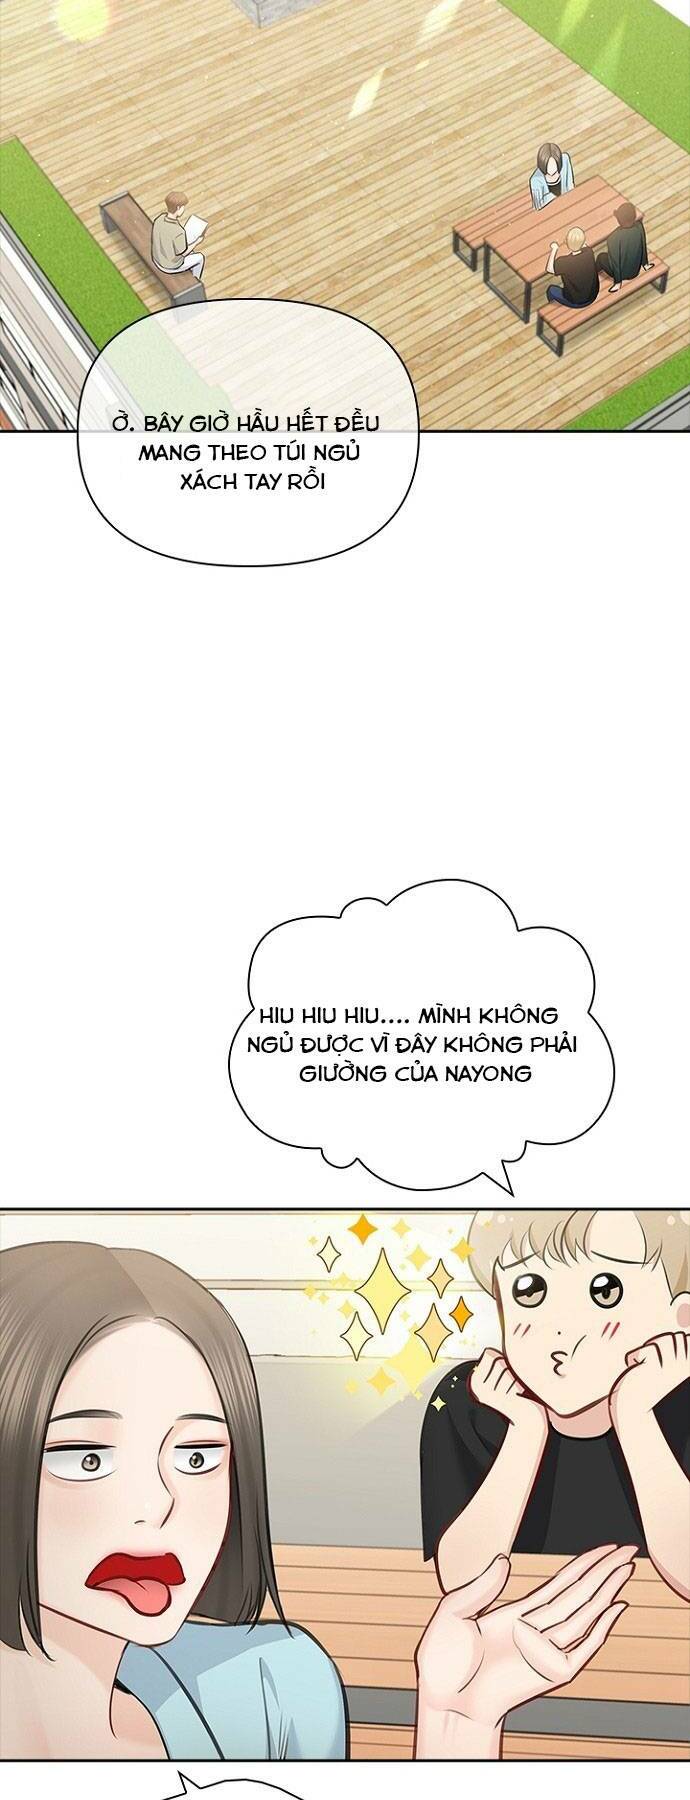 Ờ. BÂY GIỜ HẦU HẾT ĐỀU
MANG THEO TÚI NGỦ
XÁCH TAY RỒI
HIU HIU HIU.... MÌNH KHÔNG
NGỦ ĐƯỢC VÌ ĐÂY KHÔNG PHẢI
GIƯỜNG CỦA NAYONG